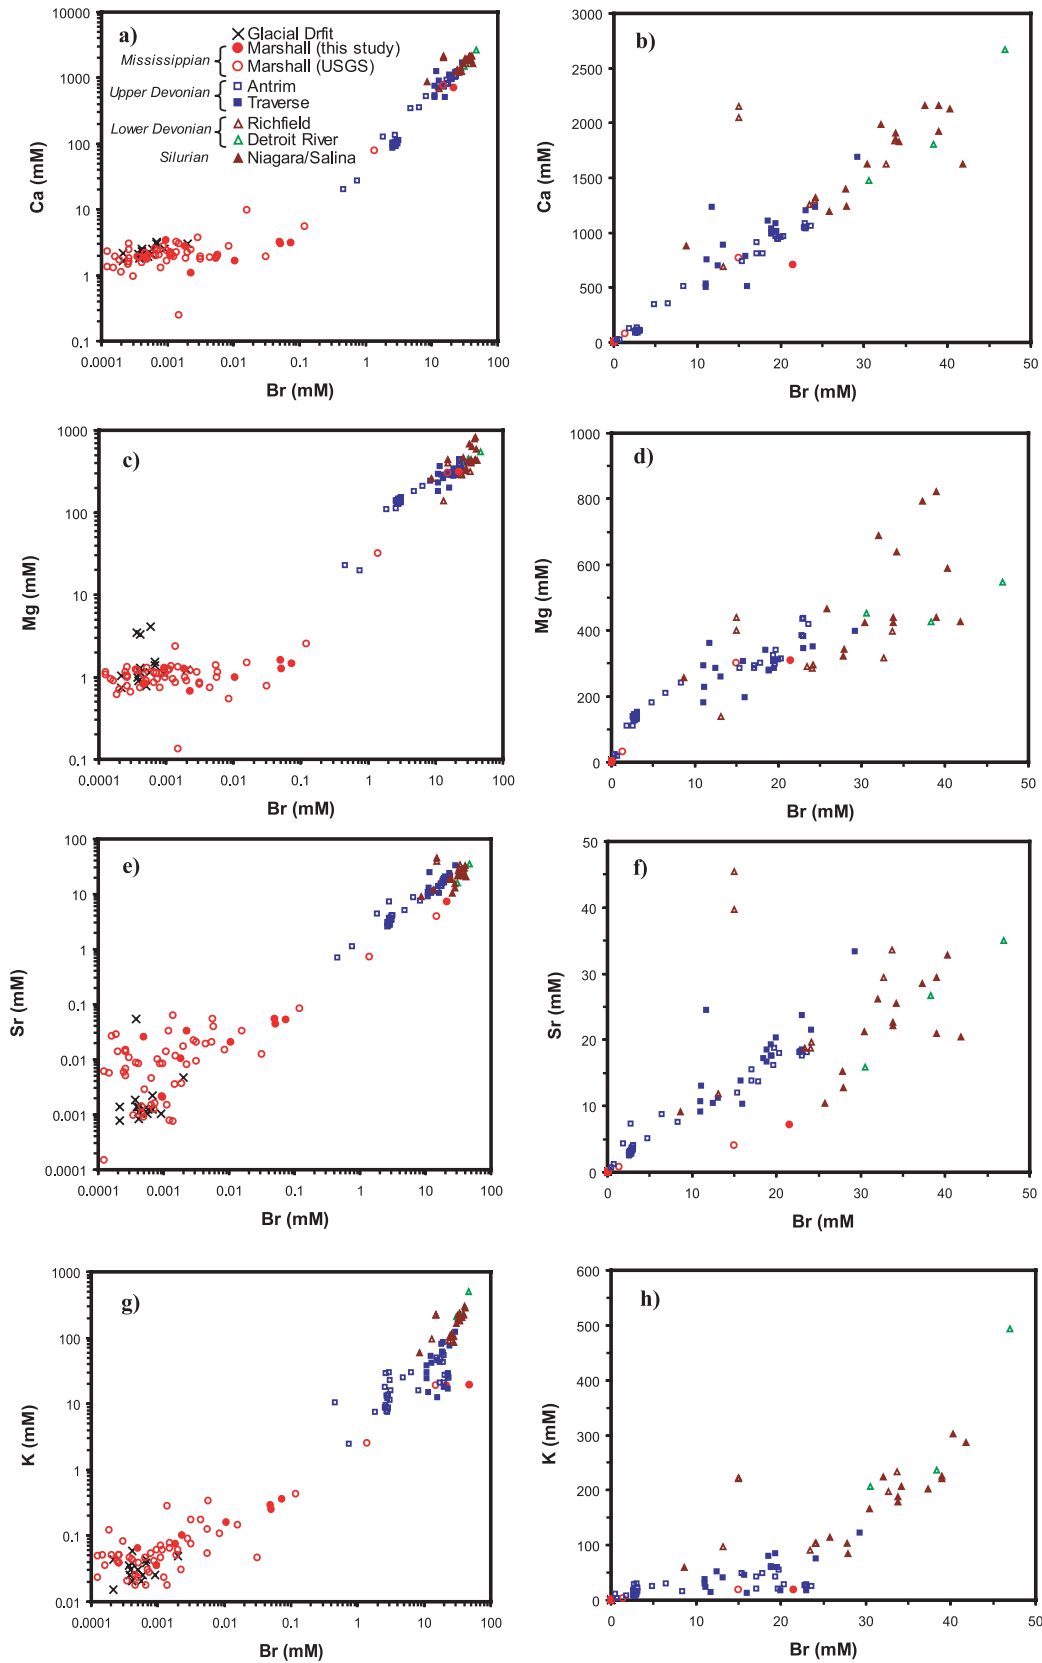 a)
Glacial Drfit
Marshall (this study)
Mississippian
Marshall (USGS)
Upper Devonian
Antrim
Traverse
Lower Devonian
Richfield
Detroit River
Silurian
Niagara/Salina
10000
1000
100
10
1
0.1
Ca (mM)
0.0001 0.001 0.01 0.1 1 10 100
Br (mM)
b)
3000
2500
2000
1500
1000
500
0
Ca (mM)
0 10 20 30 40 50
Br (mM)
c)
1000
100
10
1
0.1
Mg (mM)
0.0001 0.001 0.01 0.1 1 10 100
Br (mM)
d)
1000
800
600
400
200
0
Mg (mM)
0 10 20 30 40 50
Br (mM)
e)
100
10
1
0.1
0.01
0.001
0.0001
Sr (mM)
0.0001 0.001 0.01 0.1 1 10 100
Br (mM)
f)
50
40
30
20
10
0
Sr (mM)
0 10 20 30 40 50
Br (mM
g)
1000
100
10
1
0.1
0.01
K (mM)
0.0001 0.001 0.01 0.1 1 10 100
Br (mM)
h)
600
500
400
300
200
100
0
K (mM)
0 10 20 30 40 50
Br (mM)